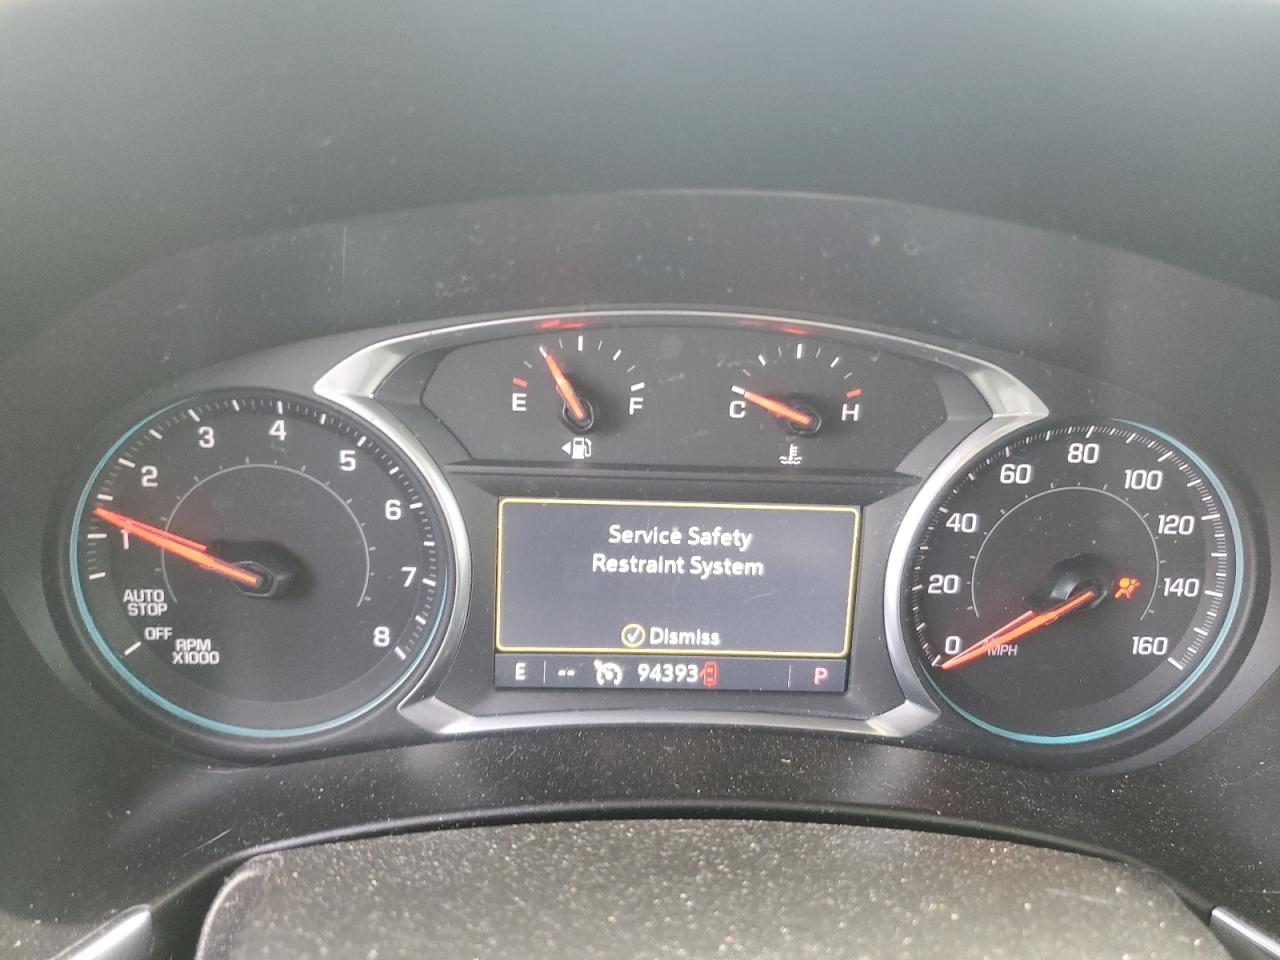 E F
C H
1
2
3
4
5
6
7
8
AUTO
STOP
OFF
RPM
X1000
Service Safety
Restraint System
Dismiss
E -- 94393 P
0
20
40
60
80
100
120
140
160
MPH